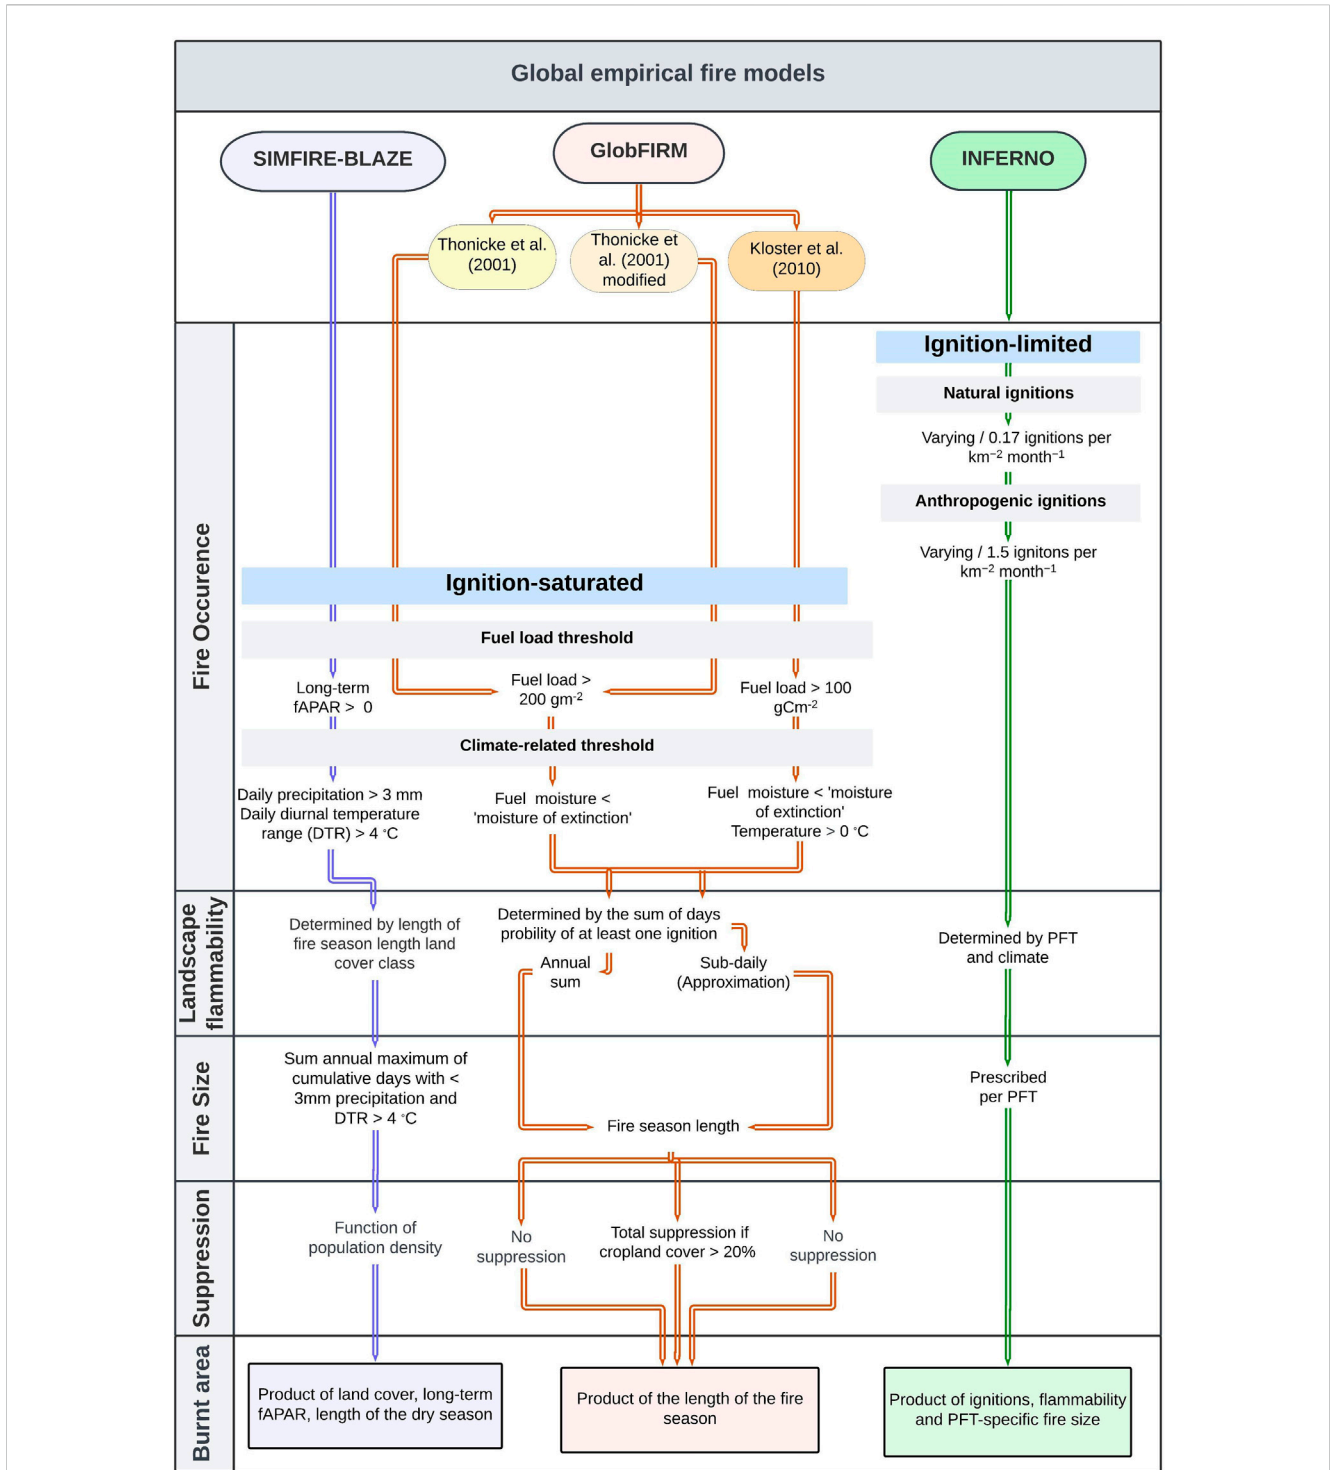 Global empirical fire models
SIMFIRE-BLAZE
GlobFIRM
INFERNO
Thonicke et al.
(2001)
Thonicke et
al. (2001)
modified
Kloster et al.
(2010)
Fire Occurence
Ignition-limited
Natural ignitions
Varying / 0.17 ignitions per
km⁻² month⁻¹
Anthropogenic ignitions
Varying / 1.5 ignitons per
km⁻² month⁻¹
Ignition-saturated
Fuel load threshold
Long-term
fAPAR > 0
Fuel load >
200 gm⁻²
Fuel load > 100
gCm⁻²
Climate-related threshold
Daily precipitation > 3 mm
Daily diurnal temperature
range (DTR) > 4 °C
Fuel moisture <
'moisture of extinction'
Fuel moisture < 'moisture
of extinction'
Temperature > 0 °C
Landscape
flammability
Determined by length of
fire season length land
cover class
Determined by the sum of days
probility of at least one ignition
Annual
sum
Sub-daily
(Approximation)
Determined by PFT
and climate
Fire Size
Sum annual maximum of
cumulative days with <
3mm precipitation and
DTR > 4 °C
Fire season length
Prescribed
per PFT
Suppression
Function of
population density
No
suppression
Total suppression if
cropland cover > 20%
No
suppression
Burnt area
Product of land cover, long-term
fAPAR, length of the dry season
Product of the length of the fire
season
Product of ignitions, flammability
and PFT-specific fire size